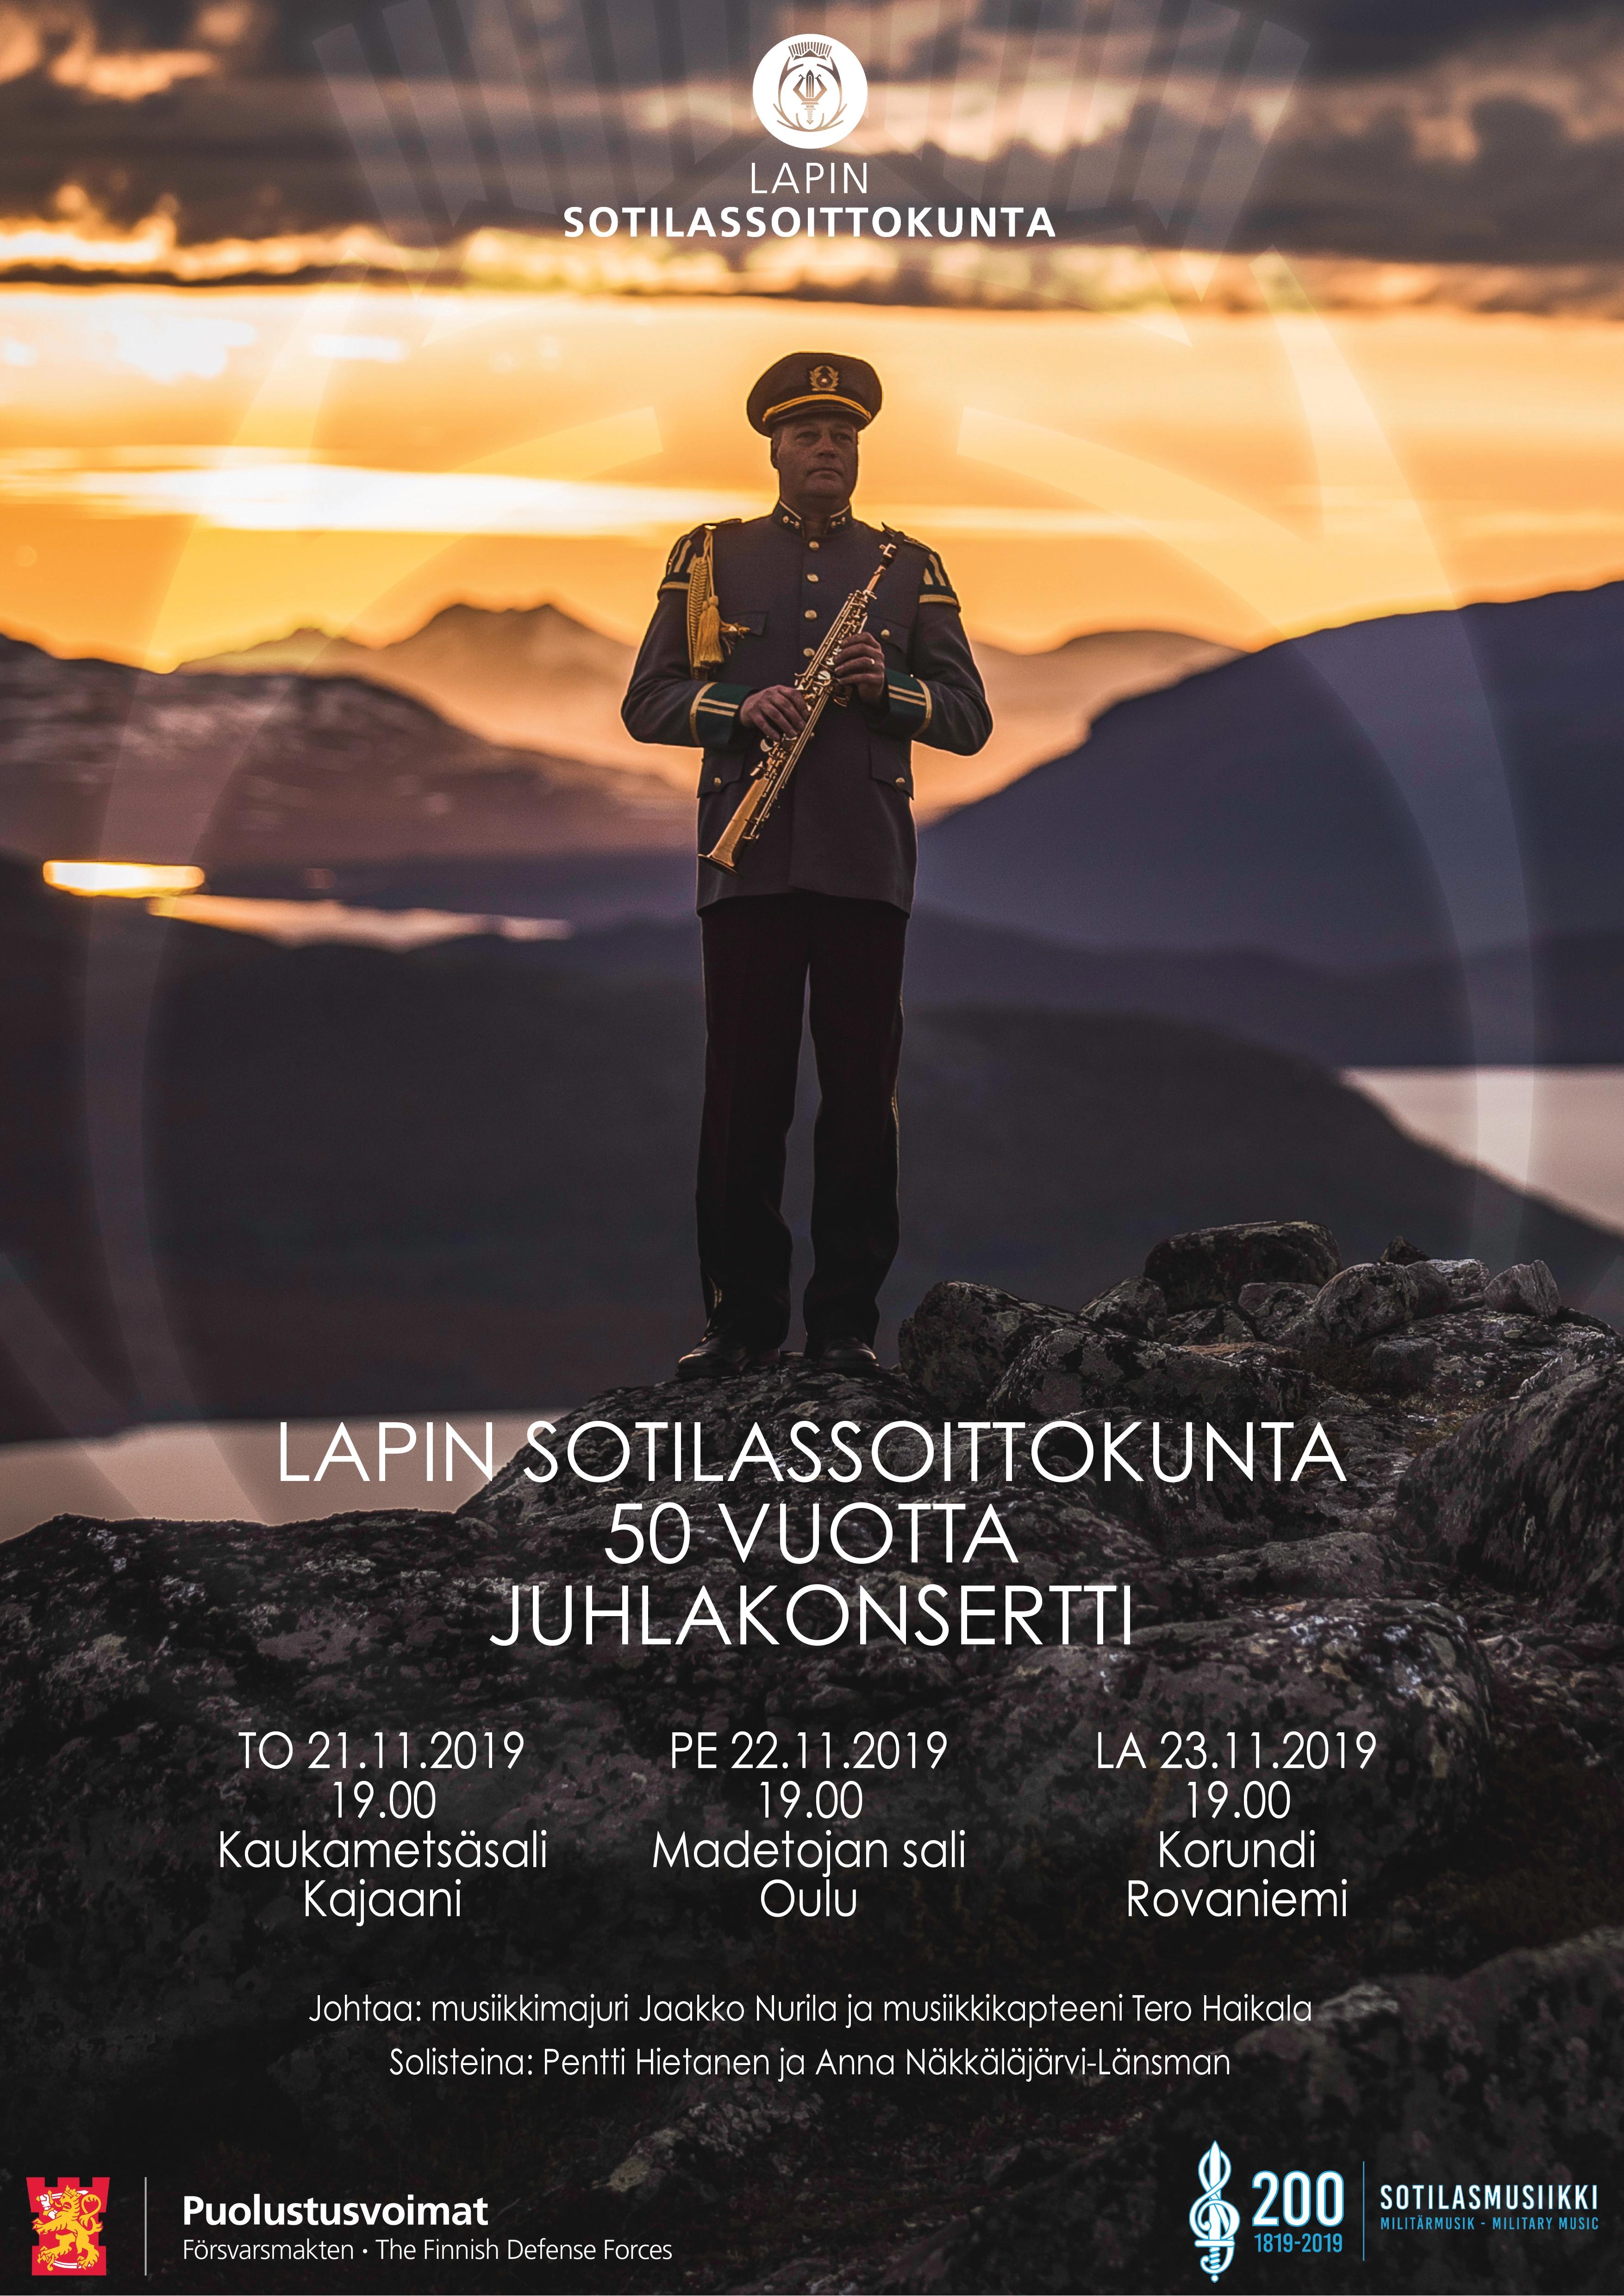 LAPIN
SOTILASSOITTOKUNTA
LAPIN SOTILASSOITTOKUNTA
50 VUOTTA
JUHLAKONSERTTI
TO 21.11.2019
19.00
Kaukametsäsali
Kajaani
PE 22.11.2019
19.00
Madetojan sali
Oulu
LA 23.11.2019
19.00
Korundi
Rovaniemi
Johtaa: musiikkimajuri Jaakko Nurila ja musiikkikapteeni Tero Haikala
Solisteina: Pentti Hietanen ja Anna Näkkäläjärvi-Länsman
Puolustusvoimat
Försvarsmakten · The Finnish Defense Forces
200
1819-2019
SOTILASMUSIIKKI
MILITÄRMUSIK - MILITARY MUSIC